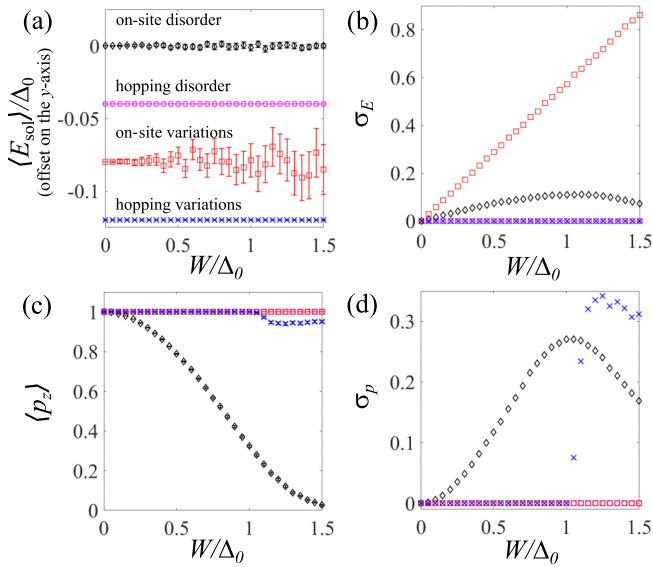 (a)
on-site disorder
hopping disorder
on-site variations
hopping variations
0
-0.05
-0.1
⟨E_sol⟩/Δ_0
(offset on the y-axis)
0 0.5 1 1.5
W/Δ_0
(b)
0.8
0.6
0.4
0.2
0
σ_E
0 0.5 1 1.5
W/Δ_0
(c)
1
0.8
0.6
0.4
0.2
0
⟨p_z⟩
0 0.5 1 1.5
W/Δ_0
(d)
0.3
0.2
0.1
0
σ_p
0 0.5 1 1.5
W/Δ_0